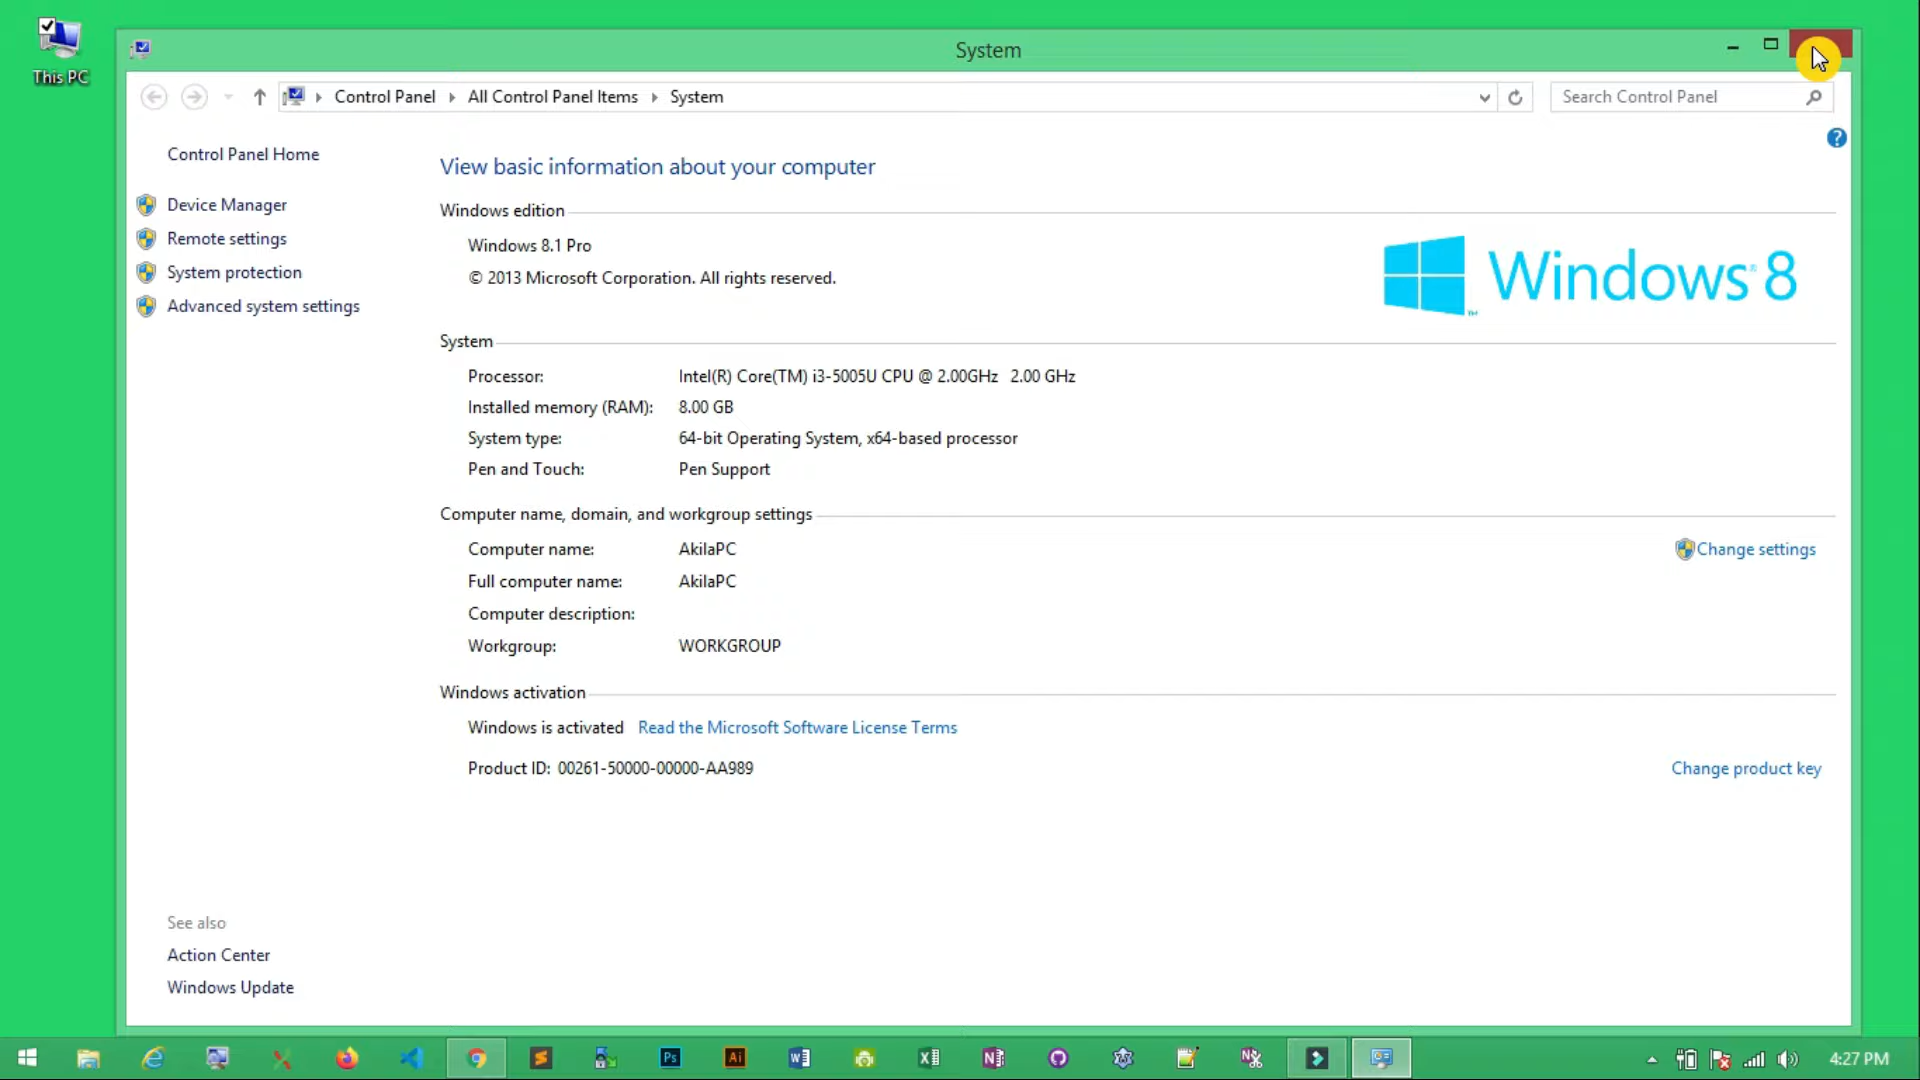 This PC
System
Control Panel
All Control Panel Items
System
Search Control Panel
Control Panel Home
Device Manager
Remote settings
System protection
Advanced system settings
View basic information about your computer
Windows edition
Windows 8.1 Pro
© 2013 Microsoft Corporation. All rights reserved.
Windows® 8
System
Processor: Intel(R) Core(TM) i3-5005U CPU @ 2.00GHz 2.00 GHz
Installed memory (RAM): 8.00 GB
System type: 64-bit Operating System, x64-based processor
Pen and Touch: Pen Support
Computer name, domain, and workgroup settings
Computer name: AkilaPC
Change settings
Full computer name: AkilaPC
Computer description:
Workgroup: WORKGROUP
Windows activation
Windows is activated Read the Microsoft Software License Terms
Product ID: 00261-50000-00000-AA989
Change product key
See also
Action Center
Windows Update
Ps
Ai
4:27 PM